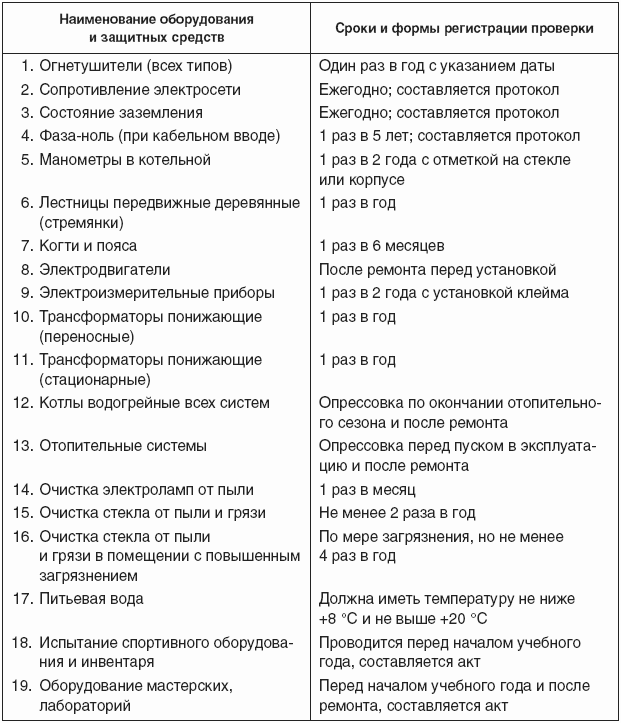 Наименование оборудования
и защитных средств
Сроки и формы регистрации проверки
1. Огнетушители (всех типов)
Один раз в год с указанием даты
2. Сопротивление электросети
Ежегодно; составляется протокол
3. Состояние заземления
Ежегодно; составляется протокол
4. Фаза-ноль (при кабельном вводе)
1 раз в 5 лет; составляется протокол
5. Манометры в котельной
1 раз в 2 года с отметкой на стекле
или корпусе
6. Лестницы передвижные деревянные
(стремянки)
1 раз в год
7. Когти и пояса
1 раз в 6 месяцев
8. Электродвигатели
После ремонта перед установкой
9. Электроизмерительные приборы
1 раз в 2 года с установкой клейма
10. Трансформаторы понижающие
(переносные)
1 раз в год
11. Трансформаторы понижающие
(стационарные)
1 раз в год
12. Котлы водогрейные всех систем
Опрессовка по окончании отопительно-
го сезона и после ремонта
13. Отопительные системы
Опрессовка перед пуском в эксплуата-
цию и после ремонта
14. Очистка электроламп от пыли
1 раз в месяц
15. Очистка стекла от пыли и грязи
Не менее 2 раза в год
16. Очистка стекла от пыли
и грязи в помещении с повышенным
загрязнением
По мере загрязнения, но не менее
4 раз в год
17. Питьевая вода
Должна иметь температуру не ниже
+8 °С и не выше +20 °С
18. Испытание спортивного оборудова-
ния и инвентаря
Проводится перед началом учебного
года, составляется акт
19. Оборудование мастерских,
лабораторий
Перед началом учебного года и после
ремонта, составляется акт